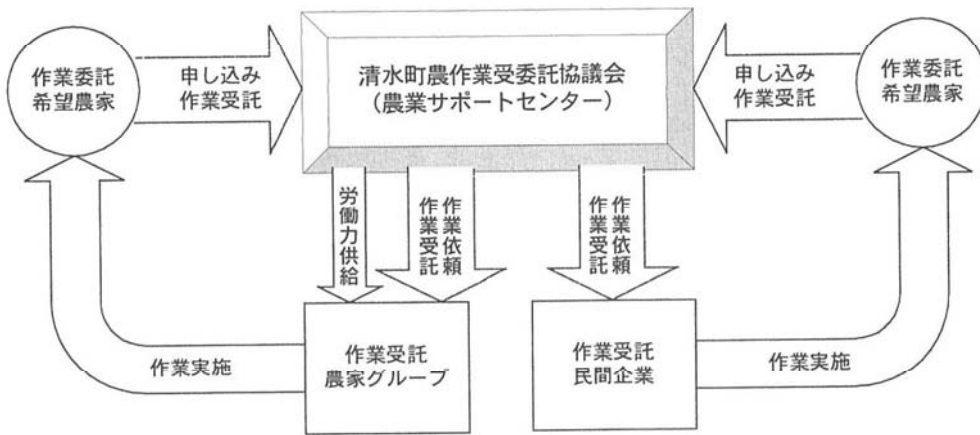 清水町農作業受委託協議会
(農業サポートセンター)
作業委託
希望農家
申し込み
作業受託
申し込み
作業受託
作業委託
希望農家
労働力供給
作業依頼
作業受託
作業依頼
作業受託
作業受託
農家グループ
作業受託
民間企業
作業実施
作業実施